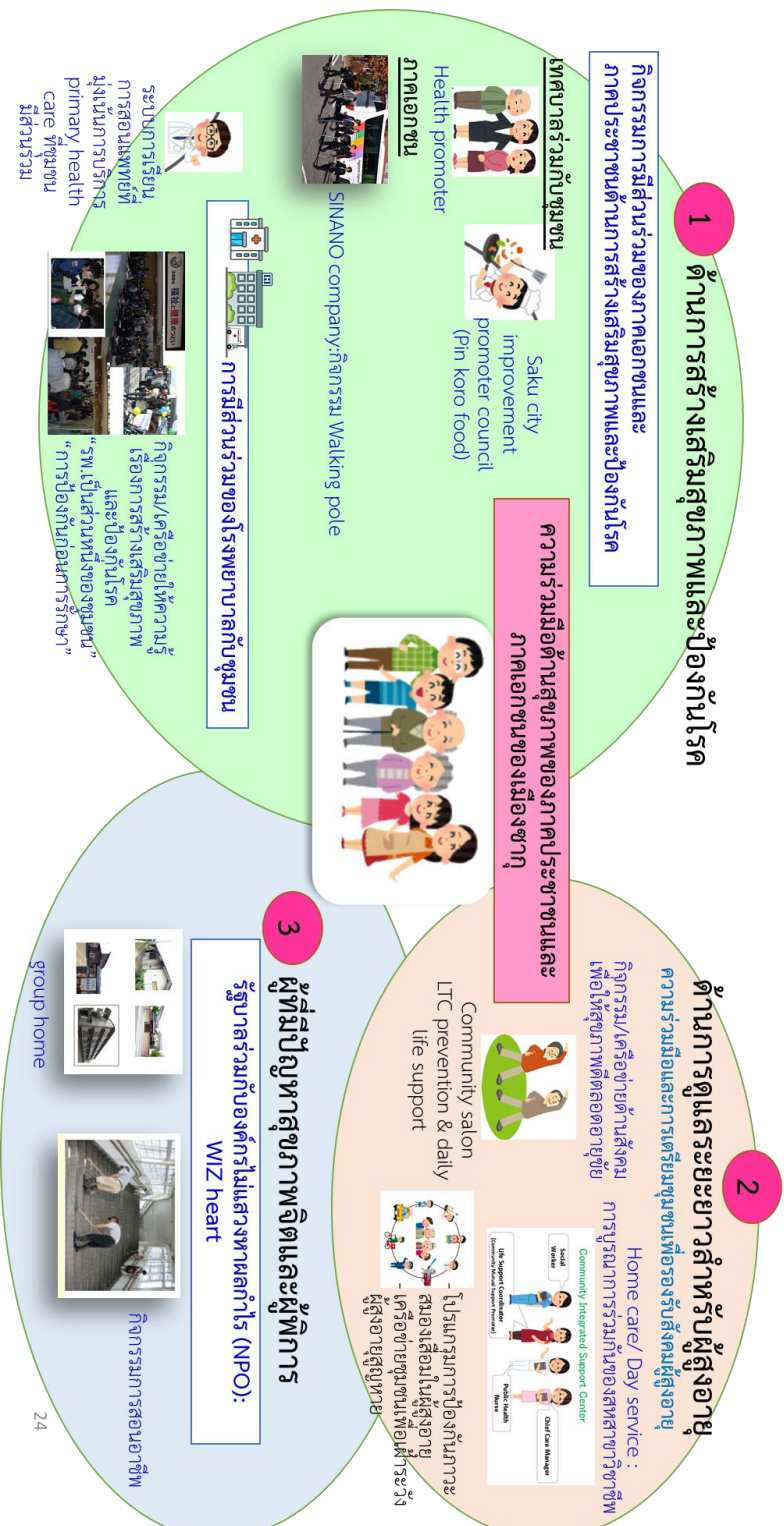 ความร่วมมือด้านสุขภาพของภาคประชาชนและ
ภาคเอกชนของเมืองซากุ
1
ด้านการสร้างเสริมสุขภาพและป้องกันโรค
กิจกรรมการมีส่วนร่วมของภาคเอกชนและ
ภาคประชาชนด้านการสร้างเสริมสุขภาพและป้องกันโรค
เทศบาลร่วมกับชุมชน
Health promoter
Saku city
improvement
promoter council
(Pin koro food)
ภาคเอกชน
SINANO company:กิจกรรม Walking pole
การมีส่วนร่วมของโรงพยาบาลกับชุมชน
ระบบการเรียน
การสอนแพทย์ที่
มุ่งเน้นการบริการ
primary health
care ที่ชุมชน
มีส่วนร่วม
福祉と健康のつどい
กิจกรรม/เครือข่ายให้ความรู้
เรื่องการสร้างเสริมสุขภาพ
และป้องกันโรค
“รพ.เป็นส่วนหนึ่งของชุมชน”
“การป้องกันก่อนการรักษา”
2
ด้านการดูแลระยะยาวสำหรับผู้สูงอายุ
ความร่วมมือและการเตรียมชุมชนเพื่อรองรับสังคมผู้สูงอายุ
กิจกรรม/เครือข่ายด้านสังคม
เพื่อให้สุขภาพดีตลอดอายุขัย
Community salon
LTC prevention & daily
life support
Home care/ Day service :
การบูรณาการร่วมกันของสหสาขาวิชาชีพ
Community Integrated Support Center
Social
Worker
Chief Care Manager
Life Support Coordinator
(Community Mutual Support Promoter)
Public Health
Nurse
-โปรแกรมการป้องกันภาวะ
สมองเสื่อมในผู้สูงอายุ
-เครือข่ายชุมชนเพื่อเฝ้าระวัง
ผู้สูงอายุสูญหาย
3
ผู้ที่มีปัญหาสุขภาพจิตและผู้พิการ
รัฐบาลร่วมกับองค์กรไม่แสวงหาผลกำไร (NPO):
WIZ heart
group home
กิจกรรมการสอนอาชีพ
24